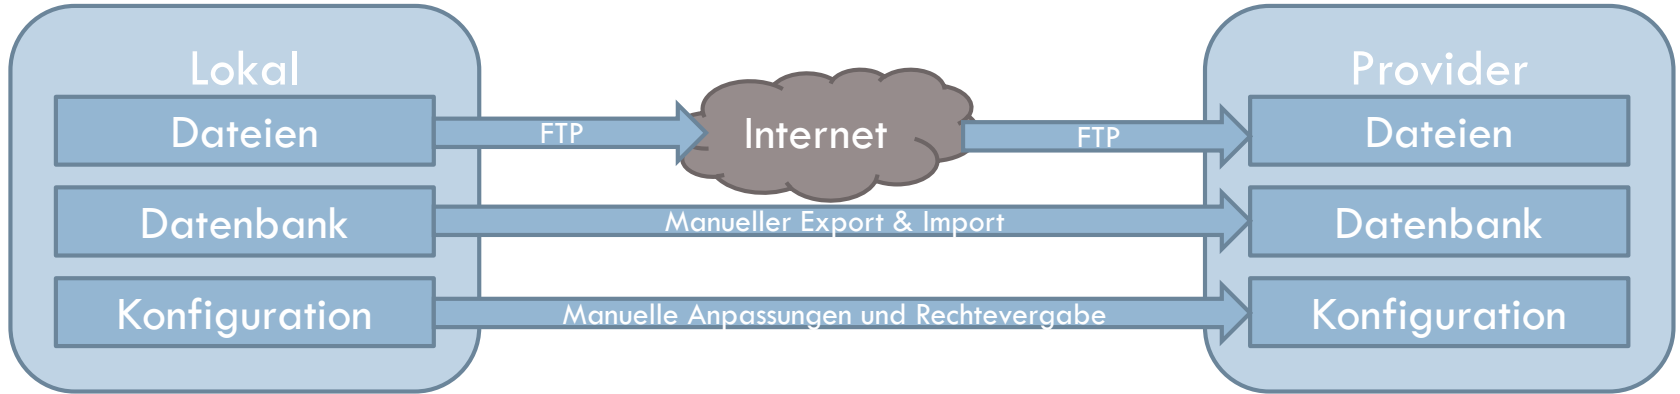 Lokal
Provider
Dateien
FTP
Internet
FTP
Dateien
Datenbank
Manueller Export & Import
Datenbank
Konfiguration
Manuelle Anpassungen und Rechtevergabe
Konfiguration